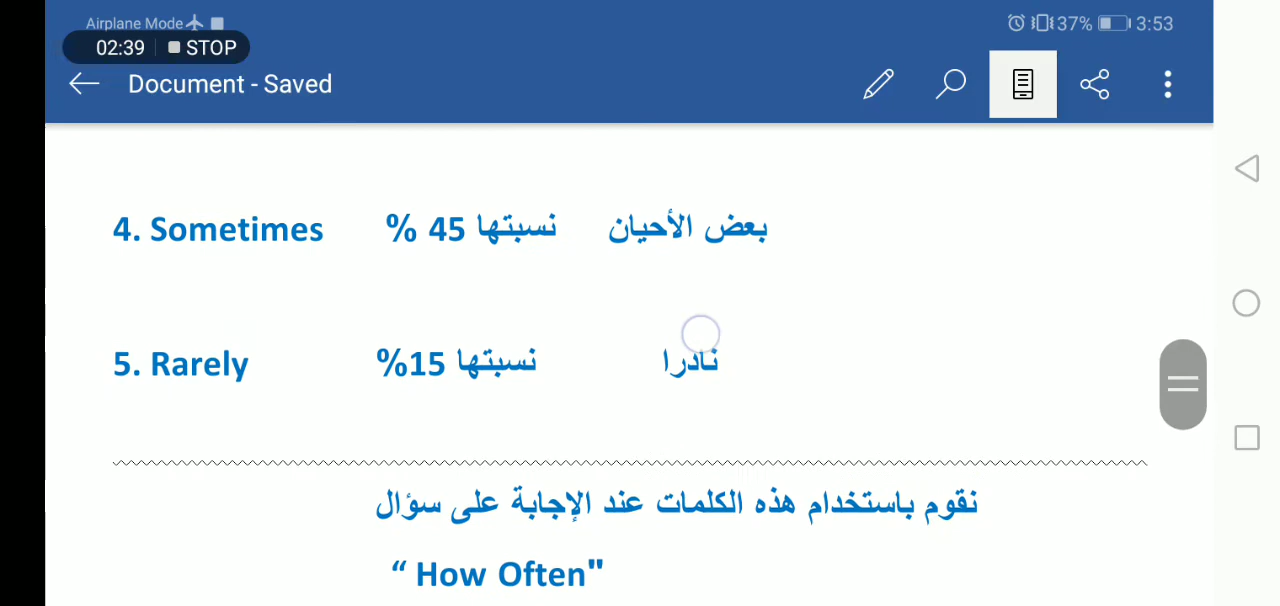 Airplane Mode
37% 3:53
02:39 STOP
Document - Saved
4. Sometimes % 45 نسبتها بعض الأحيان
5. Rarely %15 نسبتها نادرا
نقوم باستخدام هذه الكلمات عند الإجابة على سؤال
“ How Often"